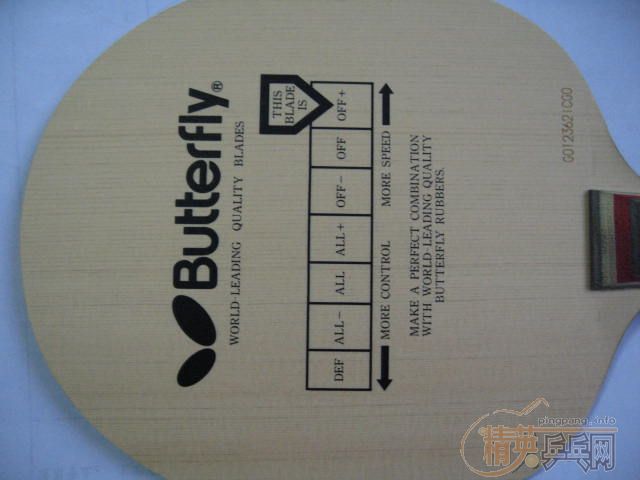 Butterfly®
WORLD-LEADING QUALITY BLADES
THIS
BLADE
IS
DEF ALL− ALL ALL+ OFF− OFF OFF+
MORE CONTROL MORE SPEED
MAKE A PERFECT COMBINATION
WITH WORLD-LEADING QUALITY
BUTTERFLY RUBBERS.
G0123621CGO
pingpang.info
精英乒乓网